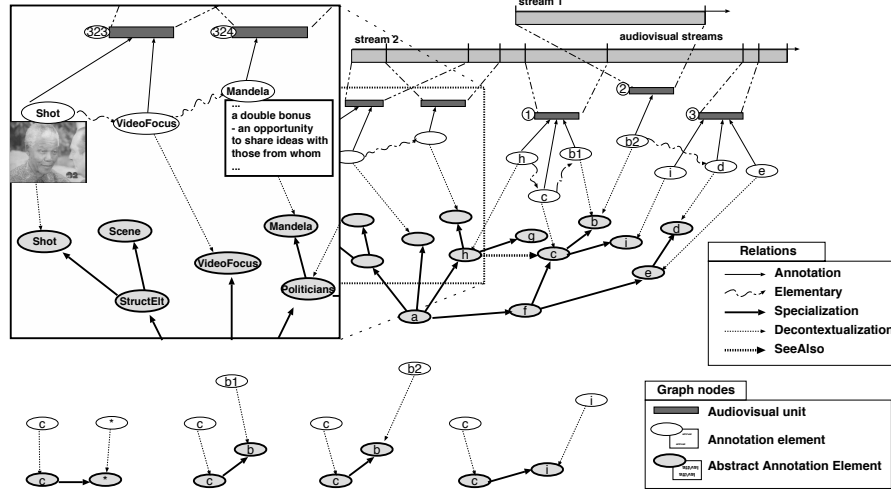 stream 1
323
324
stream 2
audiovisual streams
Mandela
2
Shot
...
a double bonus
- an opportunity
to share ideas with
those from whom
...
VideoFocus
1
3
h
b1
b2
i
d
e
c
Shot
Scene
Mandela
VideoFocus
g
b
d
h
c
i
e
StructElt
Politicians
a
f
Relations
Annotation
Elementary
Specialization
Decontextualization
SeeAlso
b1
b2
c
*
c
c
c
i
b
b
c
*
c
c
c
i
Graph nodes
Audiovisual unit
Annotation element
Abstract Annotation Element